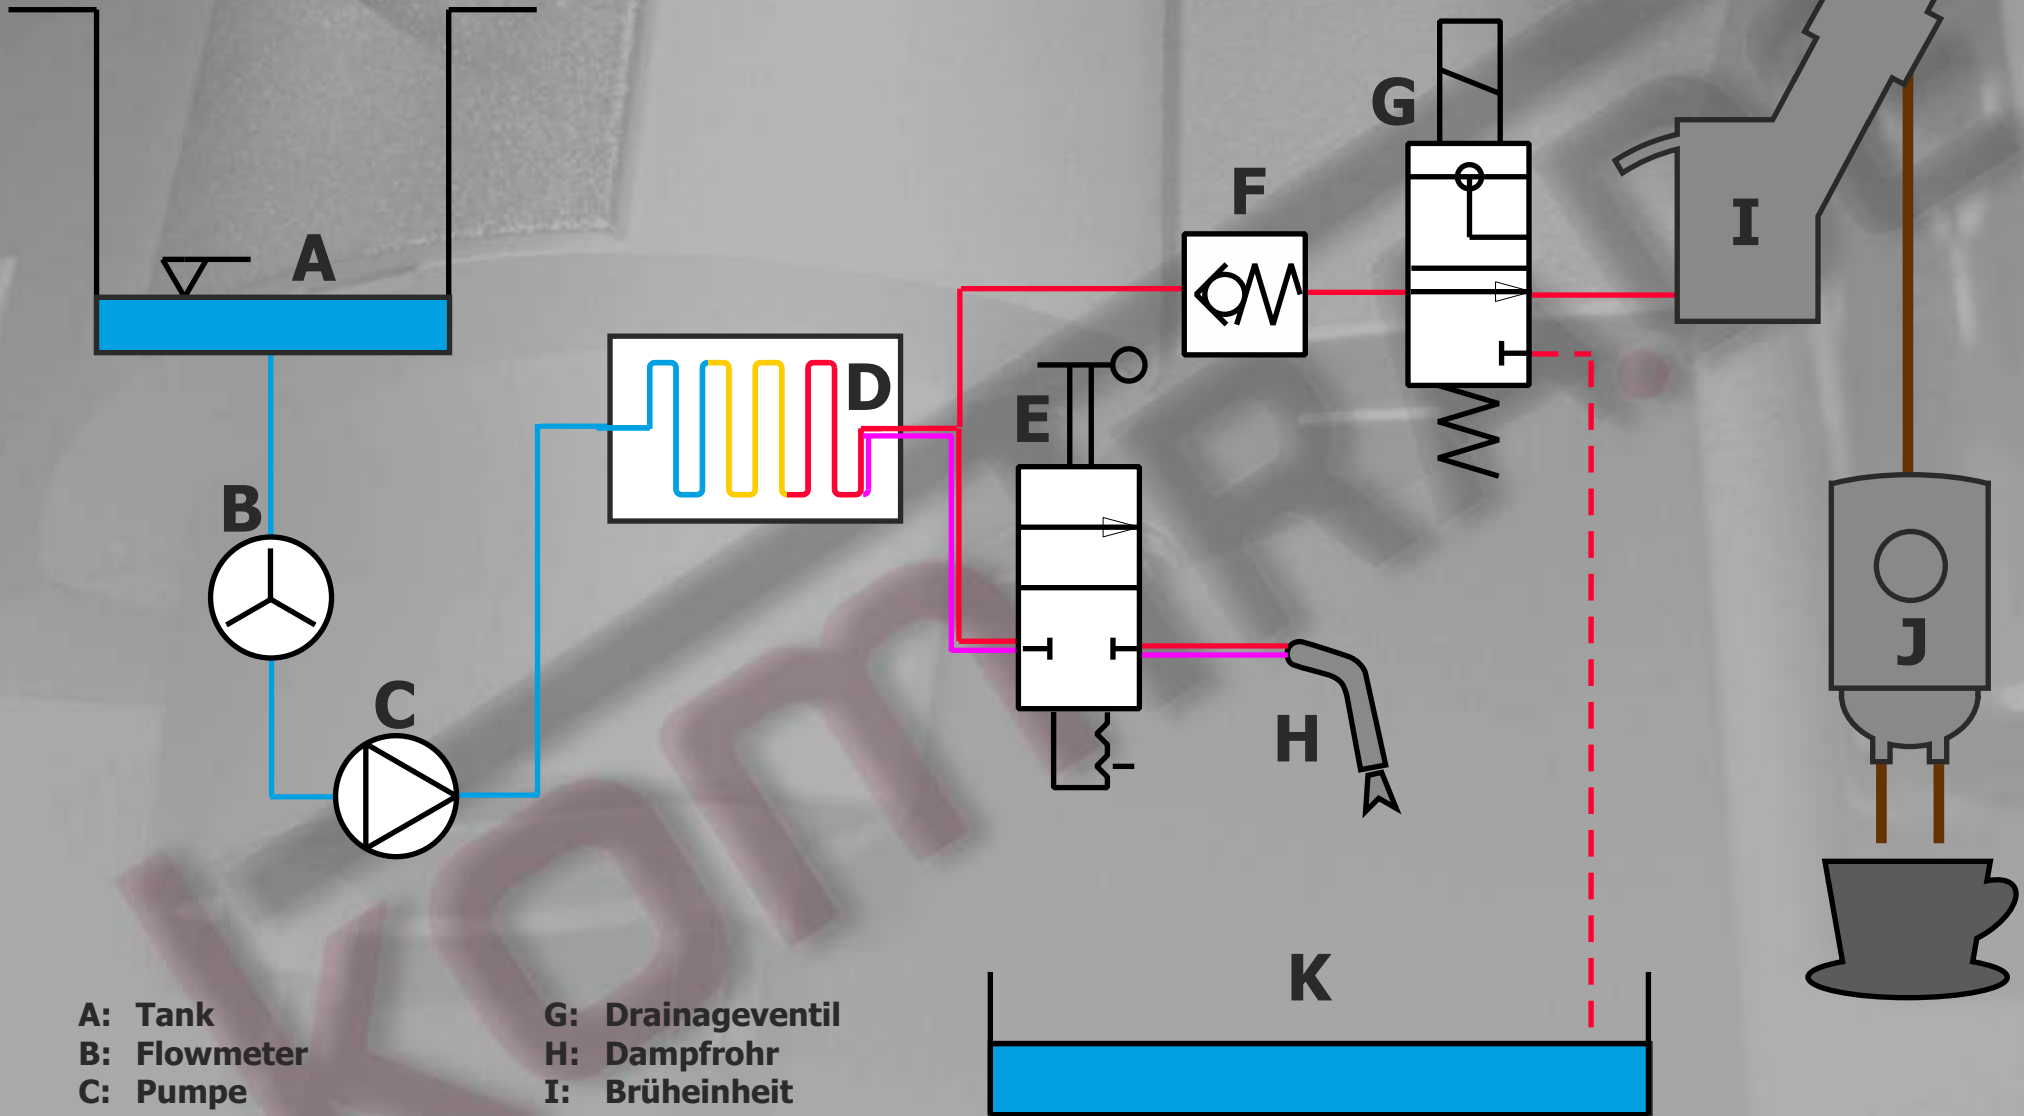 A
B
C
D
E
F
G
H
I
J
K
A: Tank
B: Flowmeter
C: Pumpe
G: Drainageventil
H: Dampfrohr
I: Brüheinheit